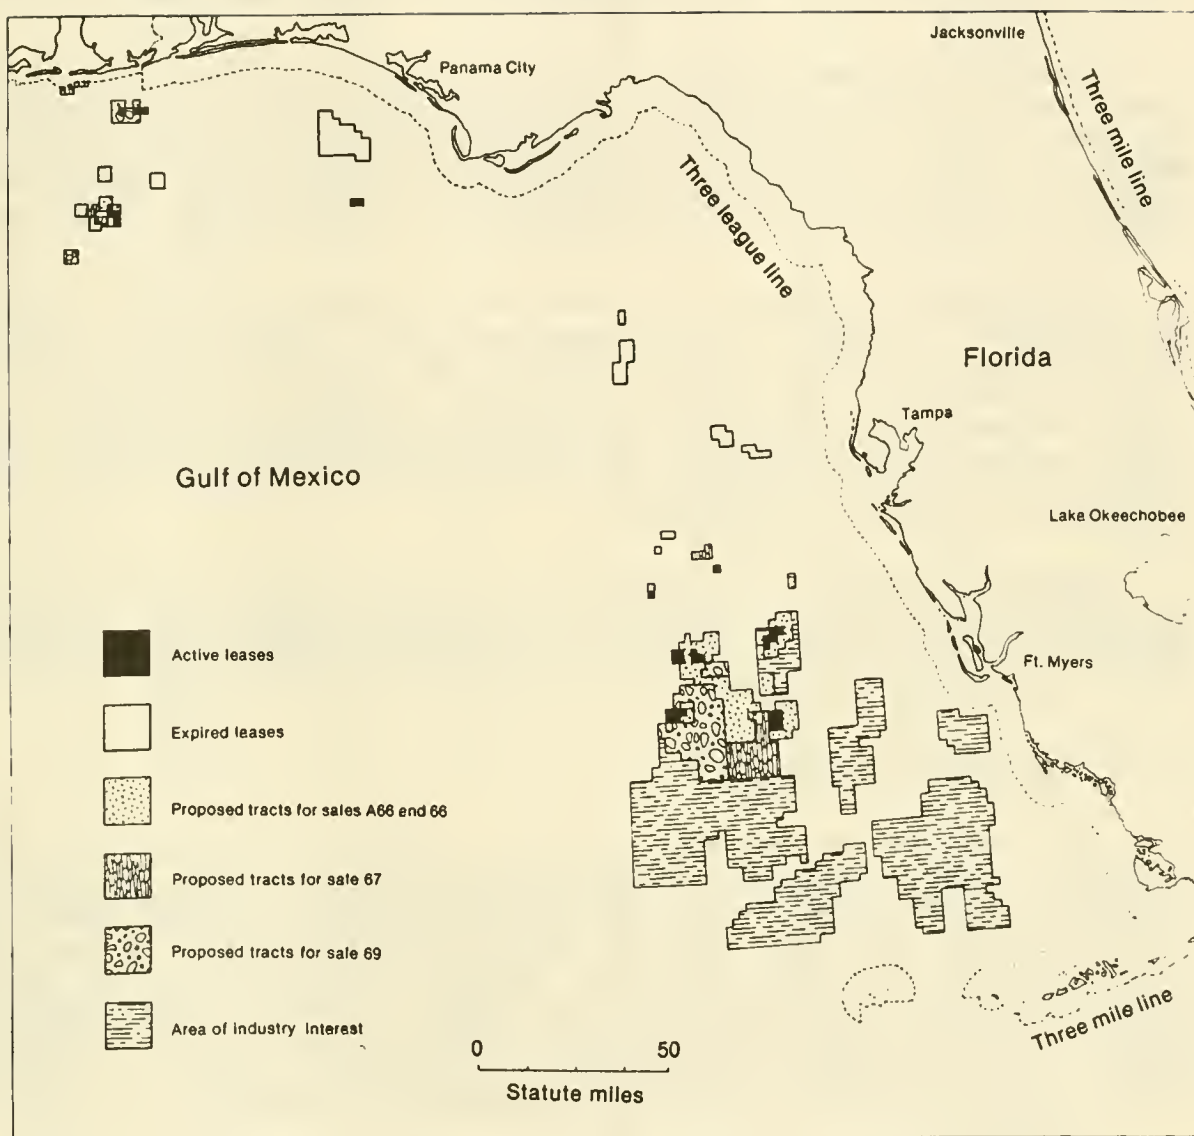 Jacksonville
Panama City
Three mile line
Three league line
Florida
Tampa
Gulf of Mexico
Lake Okeechobee
Active leases
Ft. Myers
Expired leases
Proposed tracts for sales A66 end 66
Proposed tracts for sale 67
Proposed tracts for sale 69
Area of industry Interest
Three mile line
0 50
Statute miles